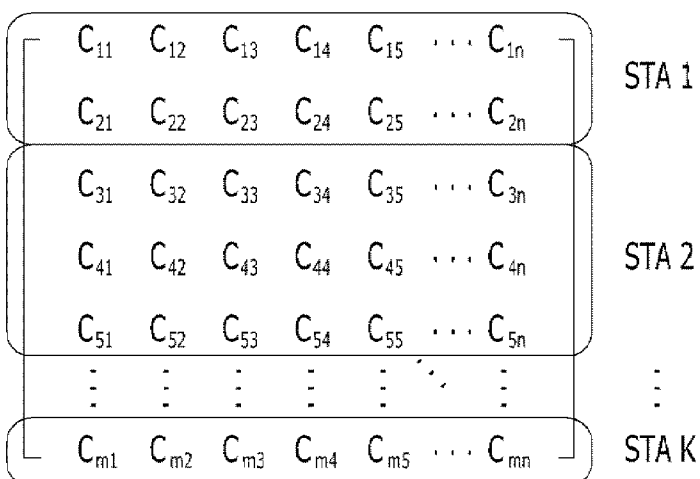 C₁₁ C₁₂ C₁₃ C₁₄ C₁₅ ··· C₁ₙ
STA 1
C₂₁ C₂₂ C₂₃ C₂₄ C₂₅ ··· C₂ₙ
C₃₁ C₃₂ C₃₃ C₃₄ C₃₅ ··· C₃ₙ
C₄₁ C₄₂ C₄₃ C₄₄ C₄₅ ··· C₄ₙ STA 2
C₅₁ C₅₂ C₅₃ C₅₄ C₅₅ ··· C₅ₙ
⋮ ⋮ ⋮ ⋮ ⋮ ⋱ ⋮ ⋮
Cₘ₁ Cₘ₂ Cₘ₃ Cₘ₄ Cₘ₅ ··· Cₘₙ STA K